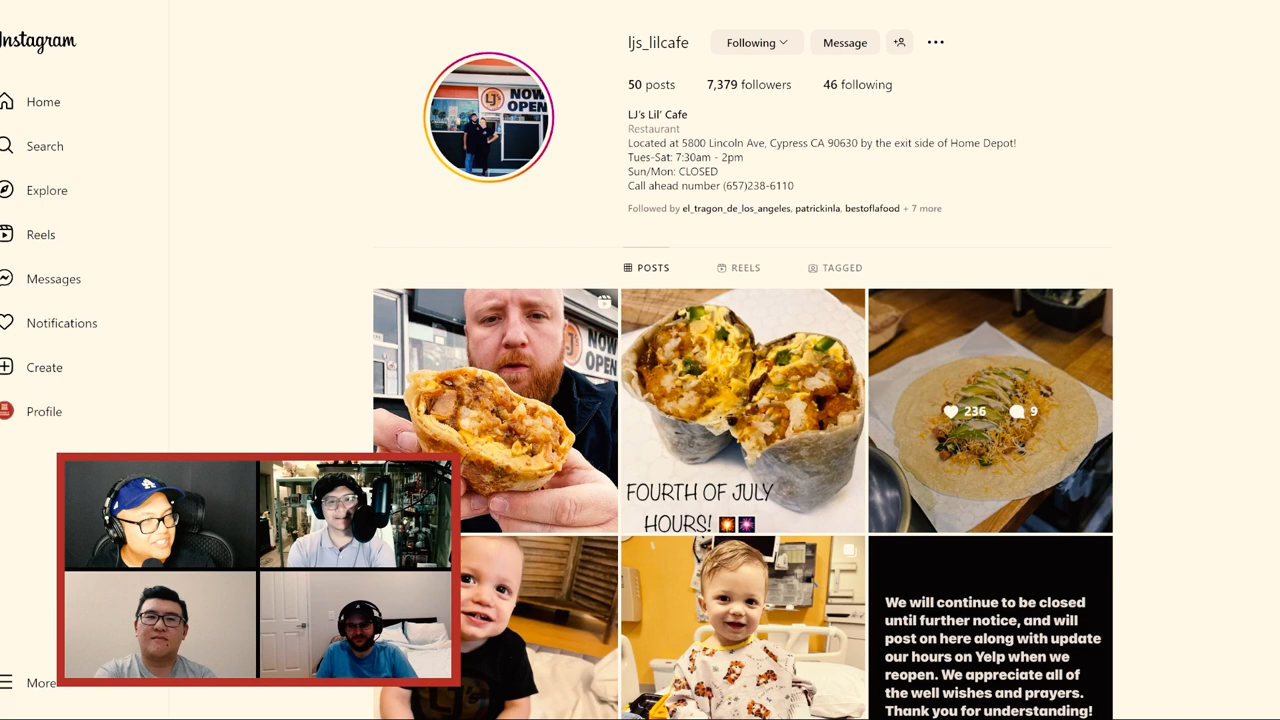 Instagram
Home
Search
Explore
Reels
Messages
Notifications
Create
Profile
More
ljs_lilcafe
Following
Message
50 posts
7,379 followers
46 following
LJ's Lil' Cafe
Restaurant
Located at 5800 Lincoln Ave, Cypress CA 90630 by the exit side of Home Depot!
Tues-Sat: 7:30am - 2pm
Sun/Mon: CLOSED
Call ahead number (657)238-6110
Followed by el_tragon_de_los_angeles, patrickinla, bestoflafood + 7 more
LJ's
NOW
OPEN
POSTS
REELS
TAGGED
NOW
OPEN
FOURTH OF JULY
HOURS!
236
9
We will continue to be closed
until further notice, and will
post on here along with update
our hours on Yelp when we
reopen. We appreciate all of
the well wishes and prayers.
Thank you for understanding!